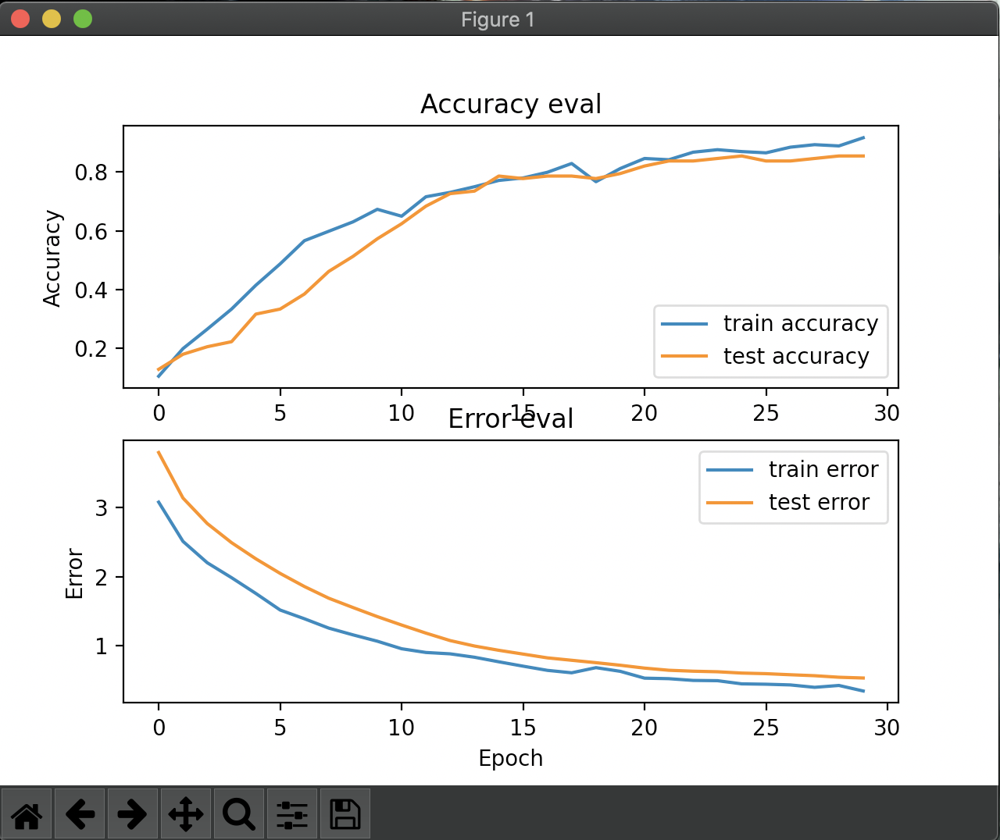 Figure 1
Accuracy eval
Accuracy
0.8
0.6
0.4
0.2
train accuracy
test accuracy
0 5 10 15 20 25 30
Error eval
Error
3
2
1
train error
test error
0 5 10 15 20 25 30
Epoch